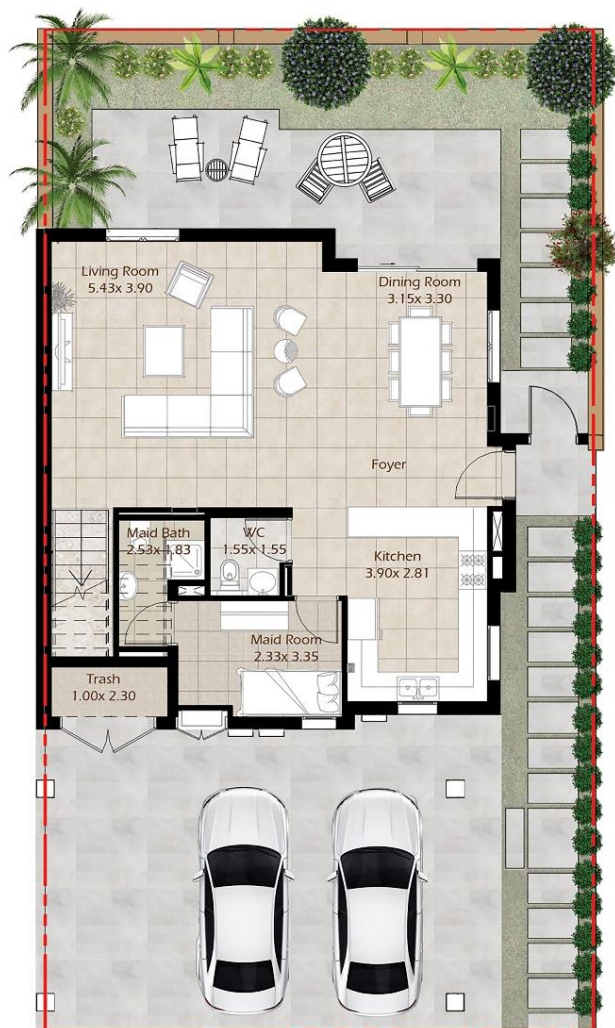 Living Room
5.43x 3.90
Dining Room
3.15x 3.30
Foyer
Maid Bath
2.53x 1.83
WC
1.55x 1.55
Kitchen
3.90x 2.81
Maid Room
2.33x 3.35
Trash
1.00x 2.30